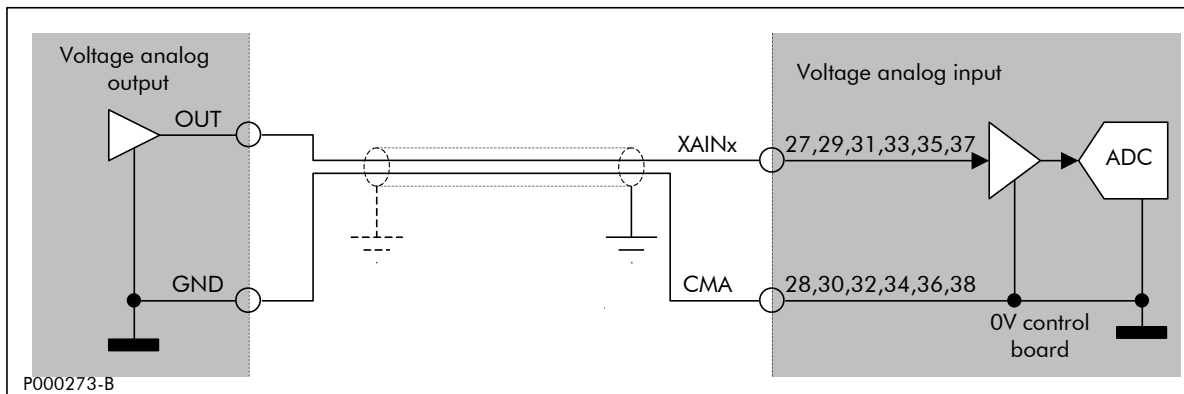 Voltage analog
output
OUT
GND
Voltage analog input
XAINx
27,29,31,33,35,37
ADC
CMA
28,30,32,34,36,38
0V control
board
P000273-B